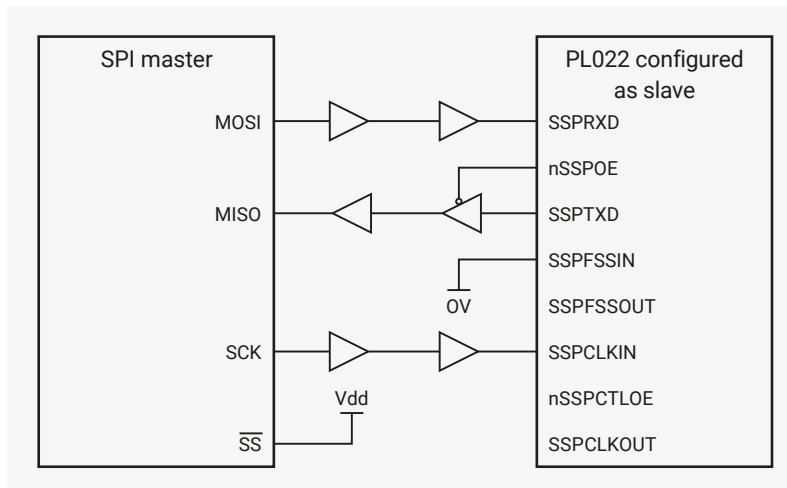 SPI master
PL022 configured
as slave
MOSI
SSPRXD
nSSPOE
MISO
SSPTXD
SSPFSSIN
0V
SSPFSSOUT
SCK
SSPCLKIN
Vdd
nSSPCTLOE
SS
SSPCLKOUT